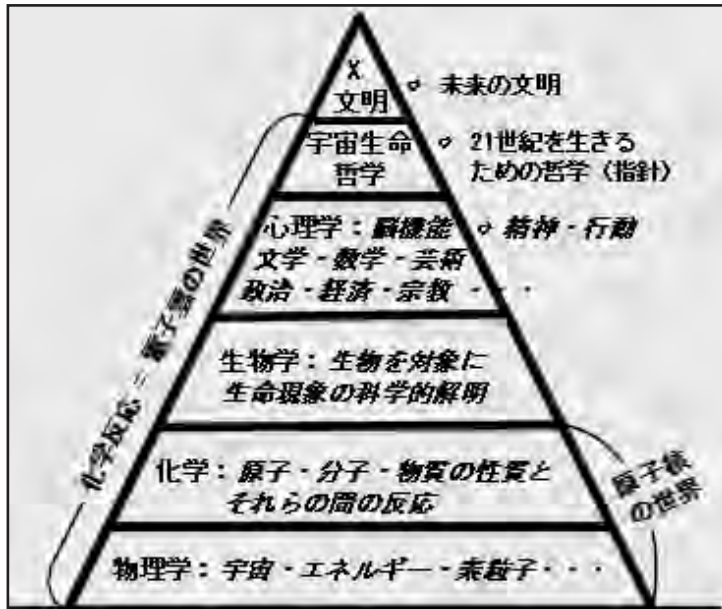 X
文明 ⇨ 未来の文明
宇宙生命
哲学
⇨ 21世紀を生きる
ための哲学（指針）
心理学：脳機能 ⇨ 精神・行動
文学・数学・芸術
政治・経済・宗教・・・
生物学：生物を対象に
生命現象の科学的解明
化学：原子・分子・物質の性質と
それらの間の反応
物理学：宇宙・エネルギー・素粒子・・・
化学反応 = 電子雲の世界
原子核
の世界